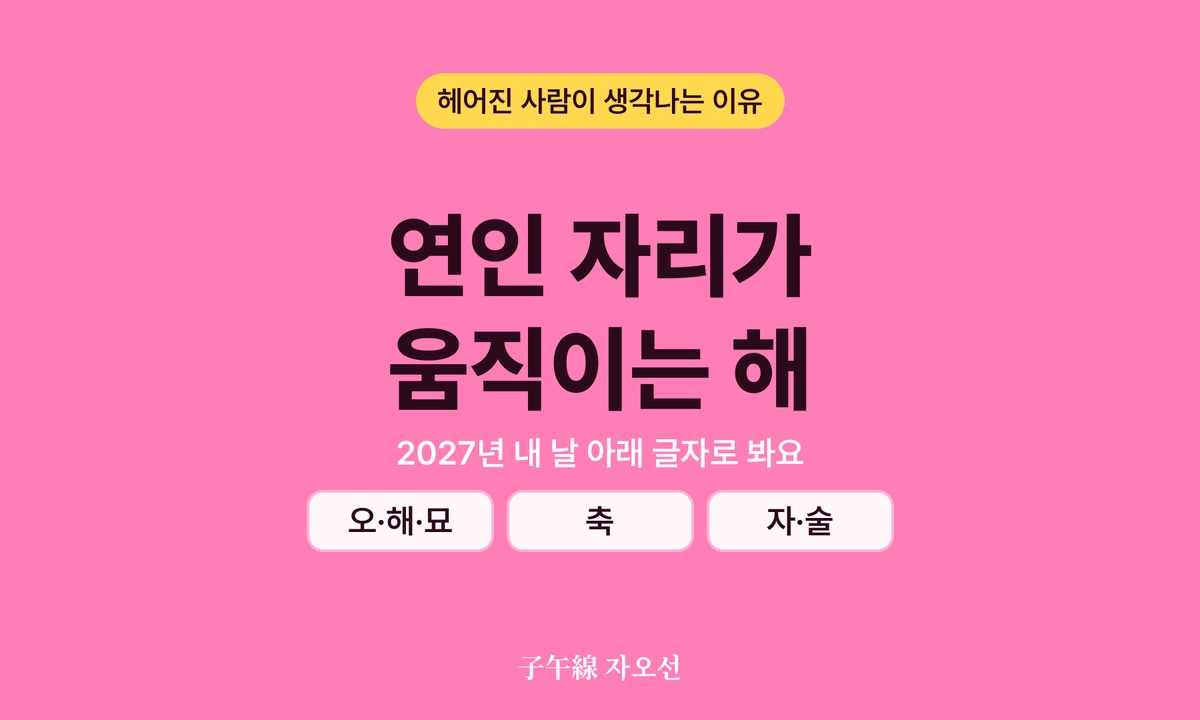 헤어진 사람이 생각나는 이유
연인 자리가
움직이는 해
2027년 내 날 아래 글자로 봐요
오·해·묘
축
자·술
子午線 자오선